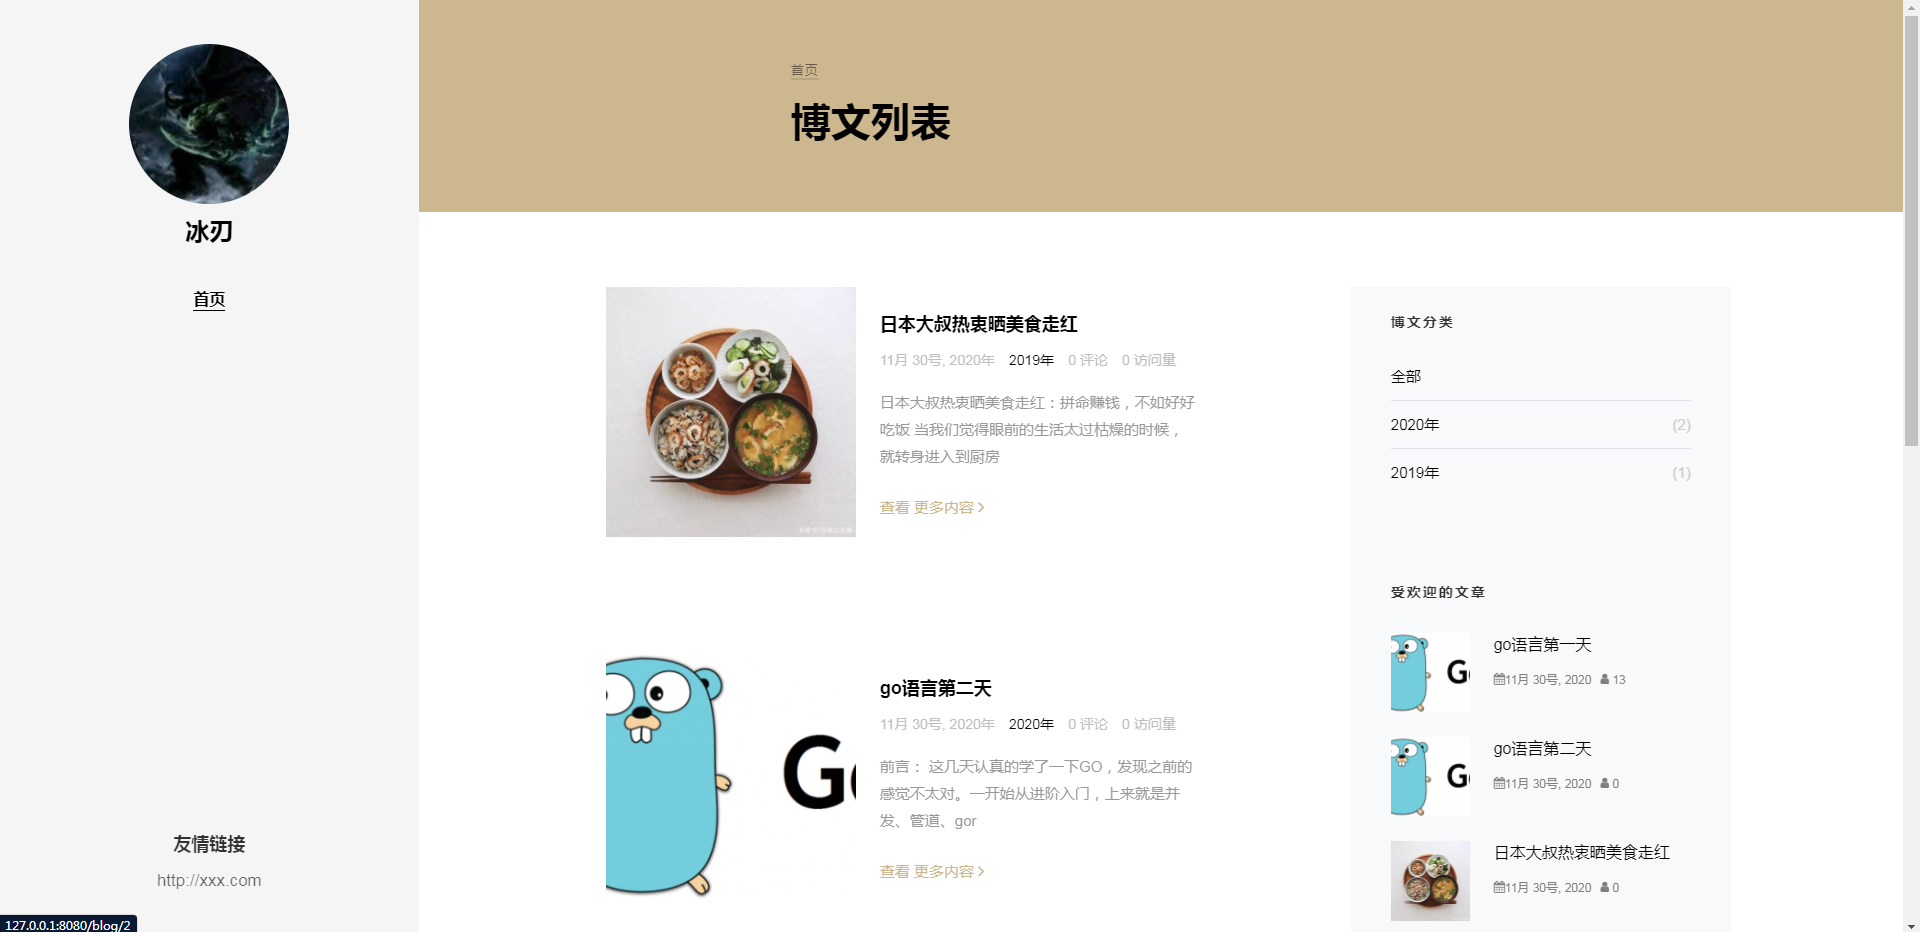 冰刃
首页
友情链接
http://xxx.com
127.0.0.1:8080/blog/2
首页
博文列表
日本大叔热衷晒美食走红
11月 30号, 2020年 2019年 0 评论 0 访问量
日本大叔热衷晒美食走红：拼命赚钱，不如好好
吃饭 当我们觉得眼前的生活太过枯燥的时候，
就转身进入到厨房
查看 更多内容
Go
go语言第二天
11月 30号, 2020年 2020年 0 评论 0 访问量
前言： 这几天认真的学了一下GO，发现之前的
感觉不太对。一开始从进阶入门，上来就是并
发、管道、gor
查看 更多内容
博文分类
全部
2020年 (2)
2019年 (1)
受欢迎的文章
Go
go语言第一天
11月 30号, 2020 13
Go
go语言第二天
11月 30号, 2020 0
日本大叔热衷晒美食走红
11月 30号, 2020 0